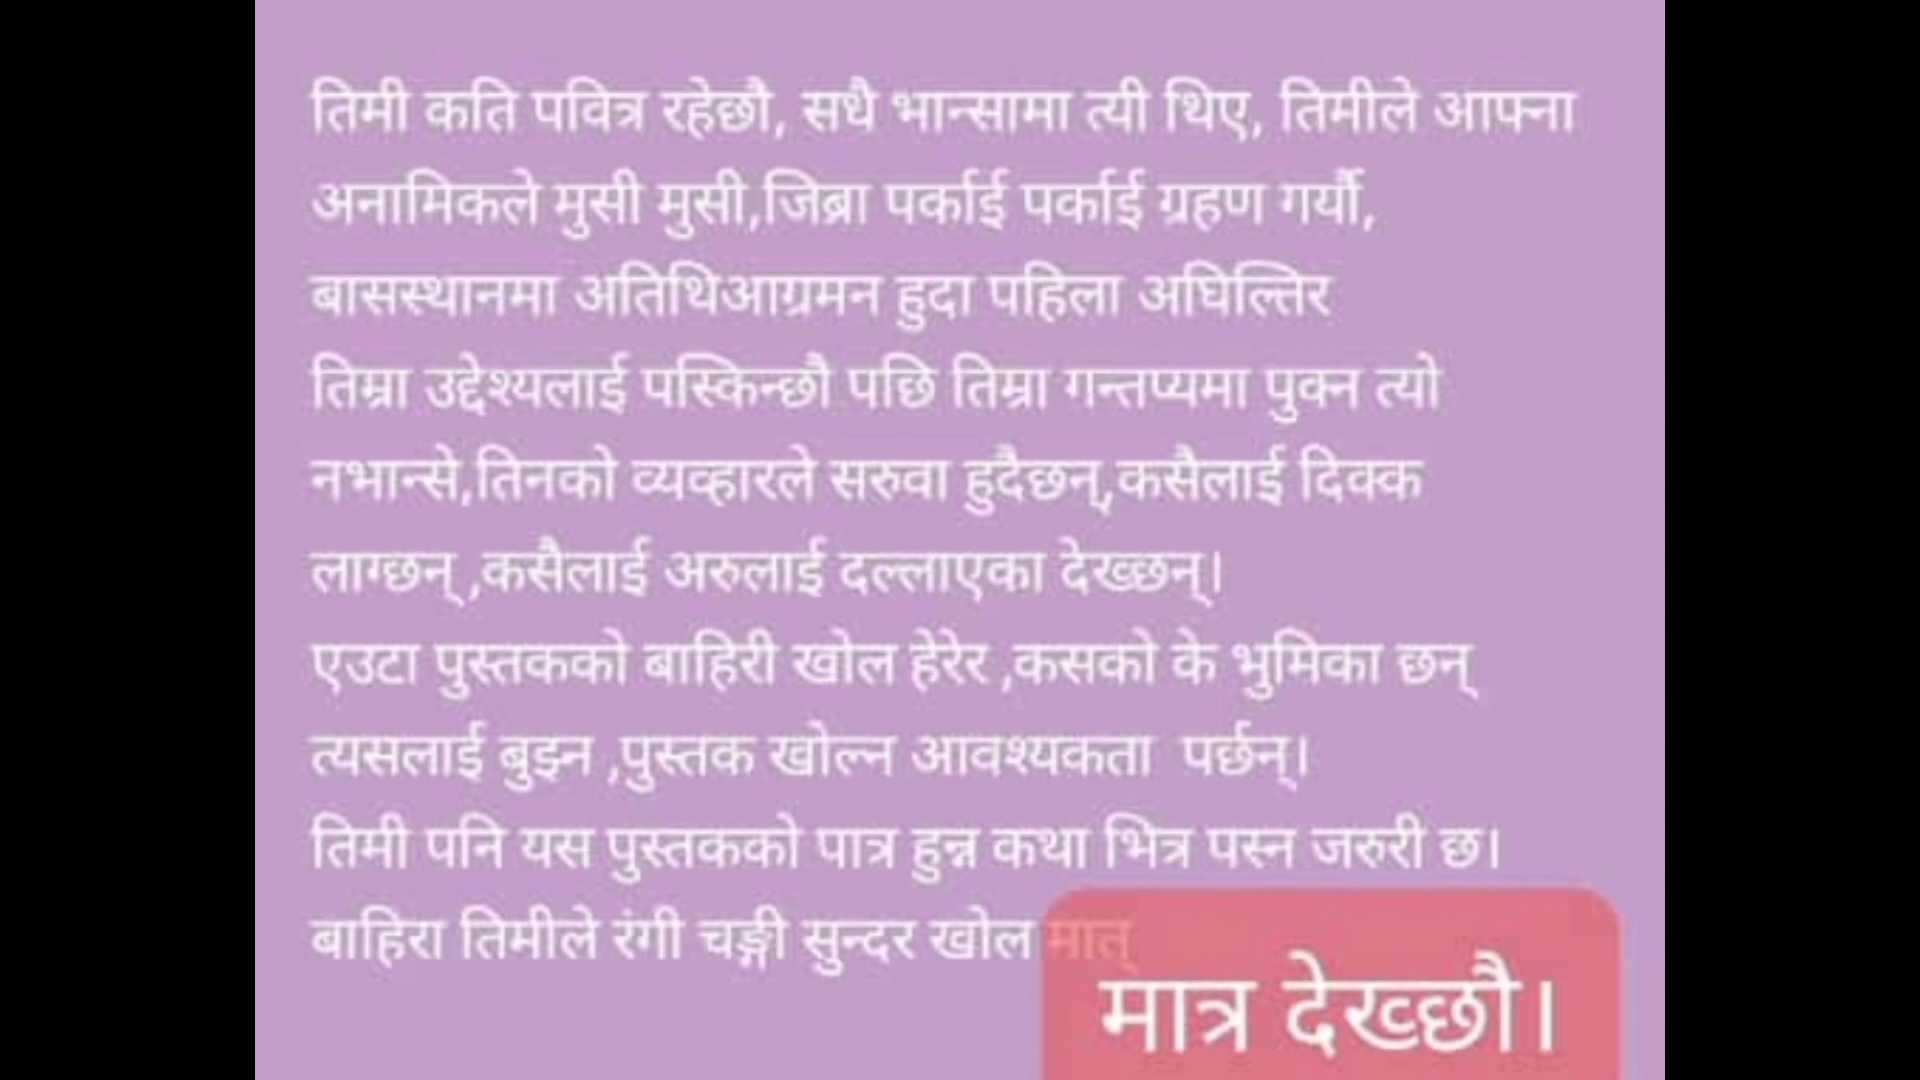 तिमी कति पवित्र रहेछौ, सधै भान्सामा त्यी थिए, तिमीले आफ्ना
अनामिकले मुसी मुसी,जिब्रा पर्काई पर्काई ग्रहण गर्यौ,
बासस्थानमा अतिथिआग्रमन हुदा पहिला अघिल्तिर
तिम्रा उद्देश्यलाई पस्किन्छौ पछि तिम्रा गन्तप्यमा पुक्न त्यो
नभान्से,तिनको व्यव्हारले सरुवा हुदैछन्,कसैलाई दिक्क
लाग्छन् ,कसैलाई अरुलाई दल्लाएका देख्छन्।
एउटा पुस्तकको बाहिरी खोल हेरेर ,कसको के भुमिका छन्
त्यसलाई बुझ्न ,पुस्तक खोल्न आवश्यकता पर्छन्।
तिमी पनि यस पुस्तकको पात्र हुन्न कथा भित्र पस्न जरुरी छ।
बाहिरा तिमीले रंगी चङ्गी सुन्दर खोल मात्
मात्र देख्छौ।